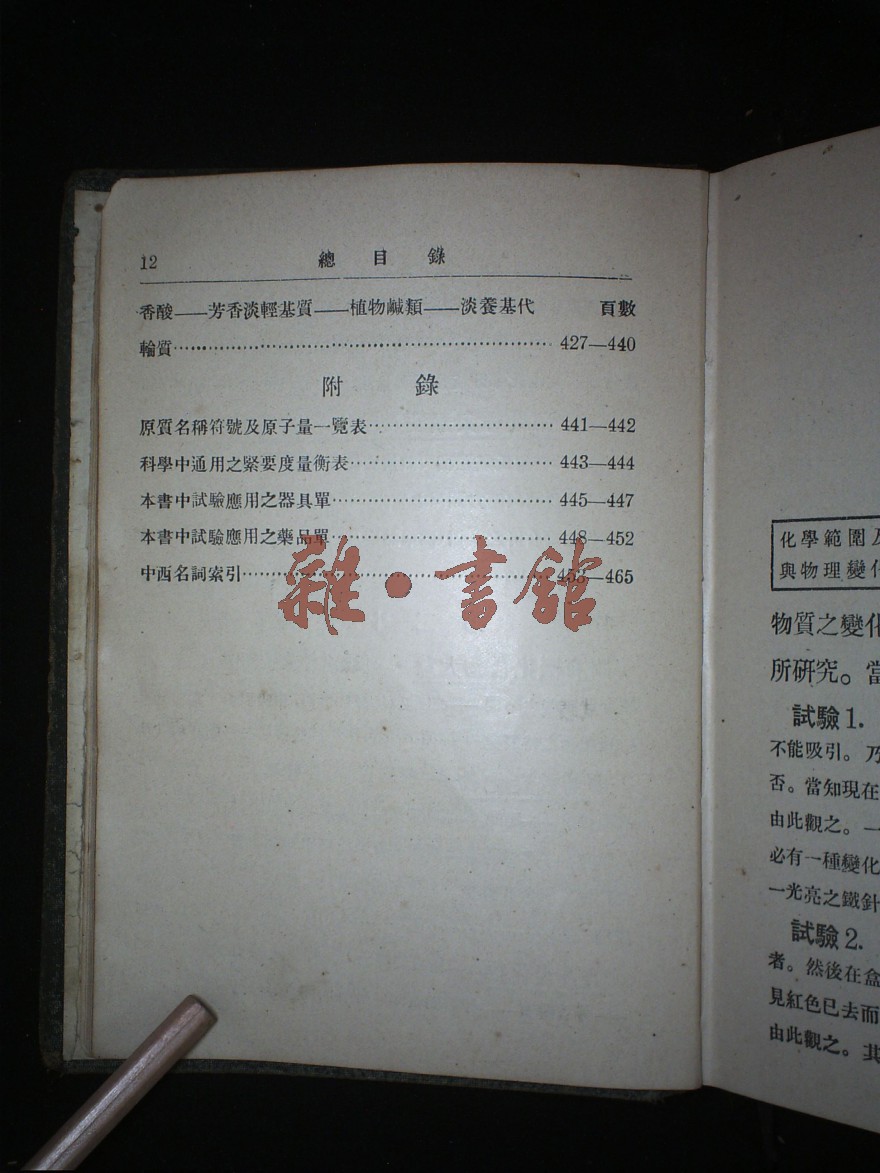 12 總目錄
香酸——芳香淡輕基質——植物鹹類——淡養基代 頁數
輪質 427—440
附錄
原質名稱符號及原子量一覽表 441—442
科學中通用之緊要度量衡表 443—444
本書中試驗應用之器具單 445—447
本書中試驗應用之藥品單 448—452
中西名詞索引 453—465
雜·書館
化學範圍及
與物理變化
物質之變化
所研究。當
試驗1.
不能吸引。乃
否。當知現在
由此觀之。一
必有一種變化
一光亮之鐵針
試驗2.
者。然後在盒
見紅色已去而
由此觀之。其